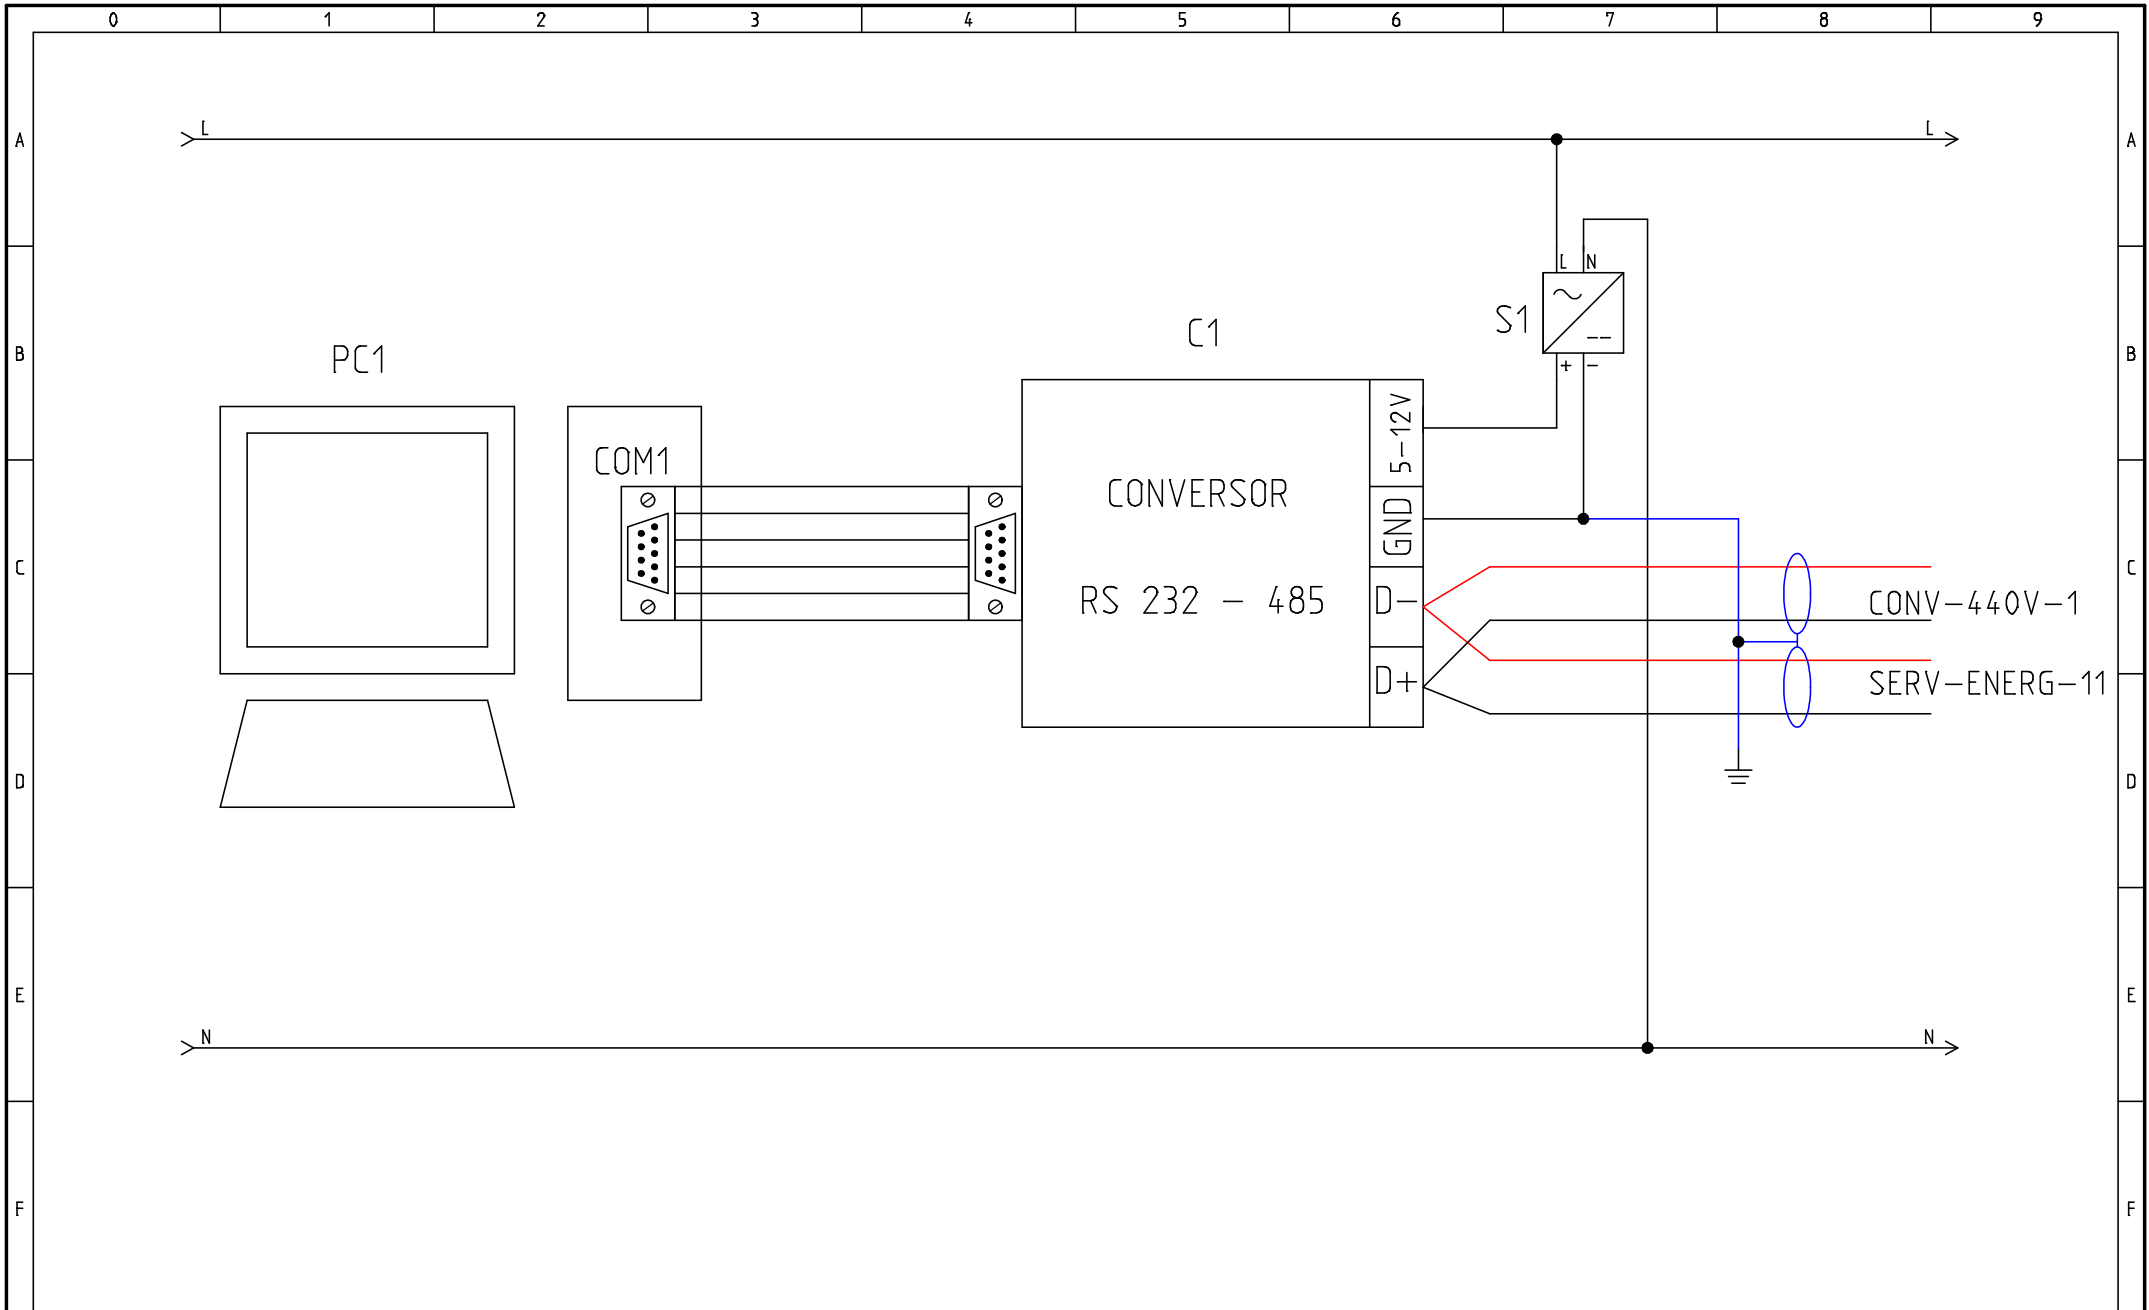 0 1 2 3 4 5 6 7 8 9
A L L A
L N
S1
C1
B PC1 + - B
5-12V
COM1
CONVERSOR
GND
C C
RS 232 - 485 D- CONV-440V-1
D+ SERV-ENERG-11
D D
E E
N N
F F